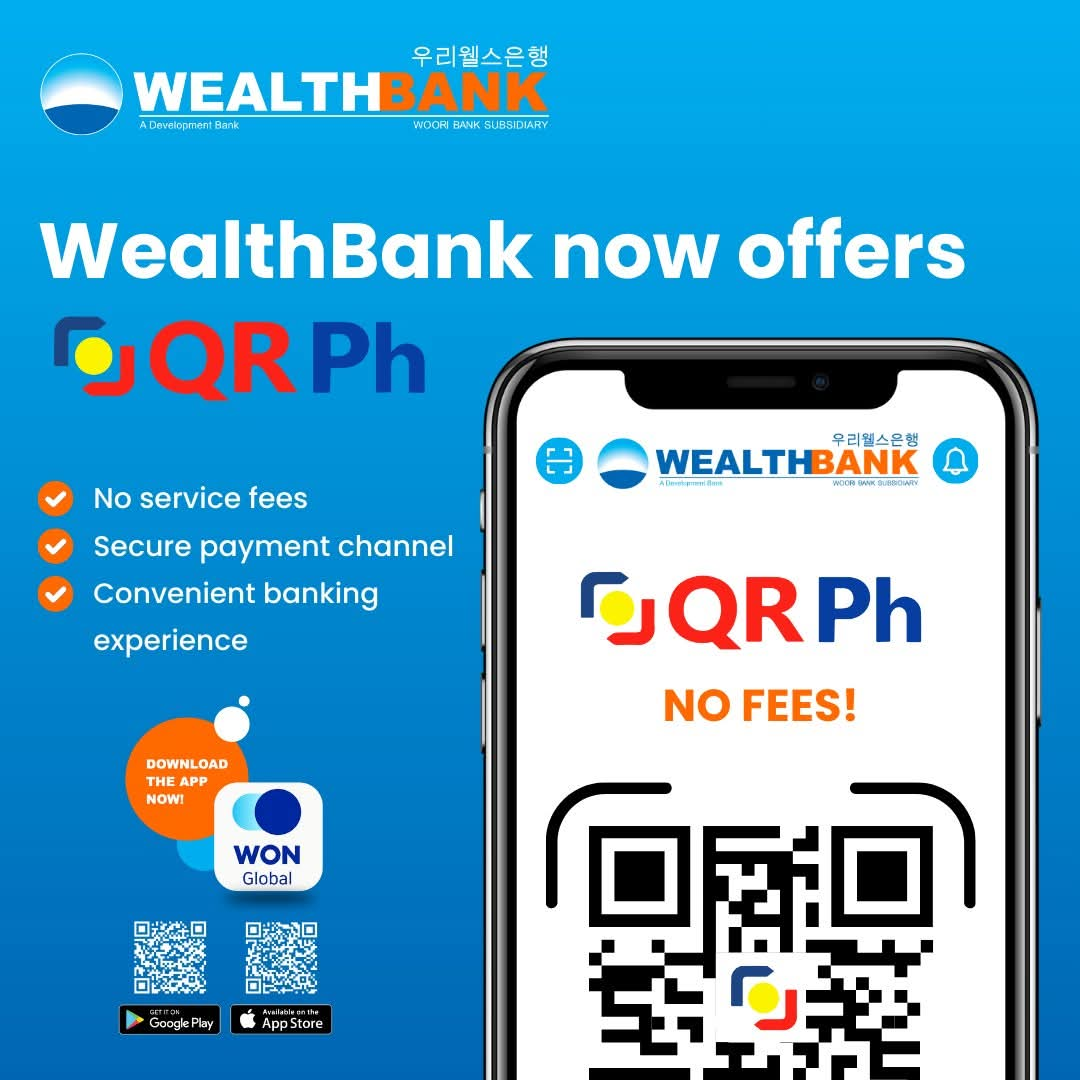 우리웰스은행
WEALTHBANK
A Development Bank
WOORI BANK SUBSIDIARY
WealthBank now offers
QR Ph
No service fees
Secure payment channel
Convenient banking
experience
DOWNLOAD
THE APP
NOW!
WON
Global
GET IT ON
Google Play
Available on the
App Store
우리웰스은행
WEALTHBANK
A Development Bank
WOORI BANK SUBSIDIARY
QR Ph
NO FEES!